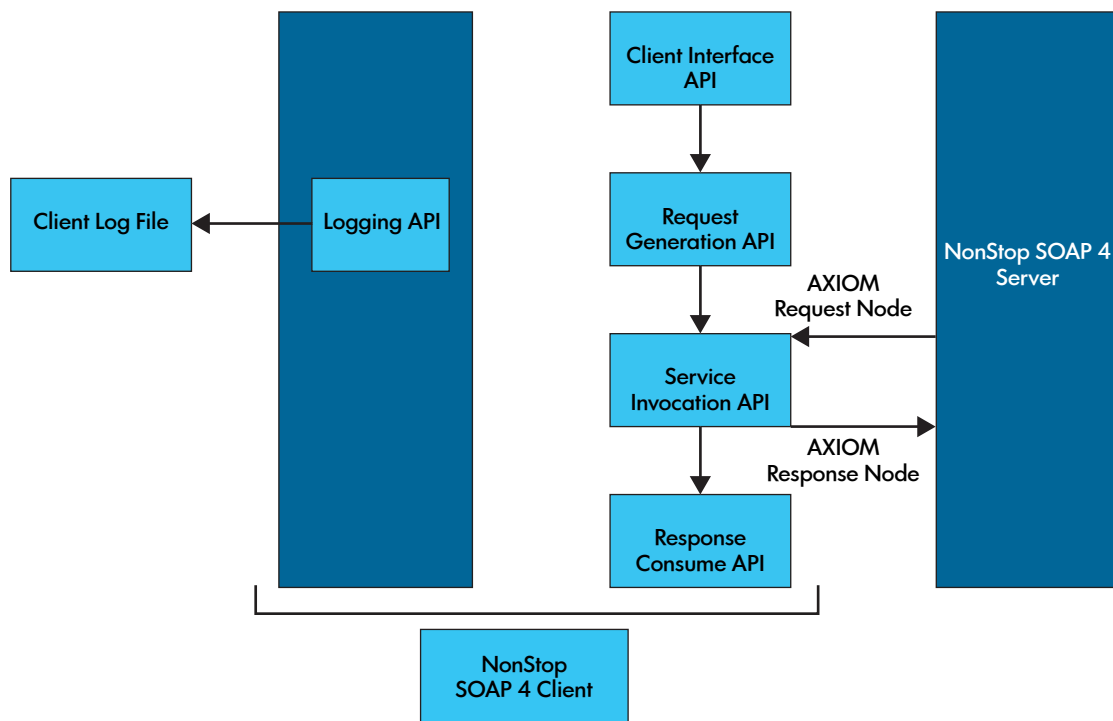 Client Interface
API
Client Log File
Logging API
Request
Generation API
NonStop SOAP 4
Server
AXIOM
Request Node
Service
Invocation API
AXIOM
Response Node
Response
Consume API
NonStop
SOAP 4 Client